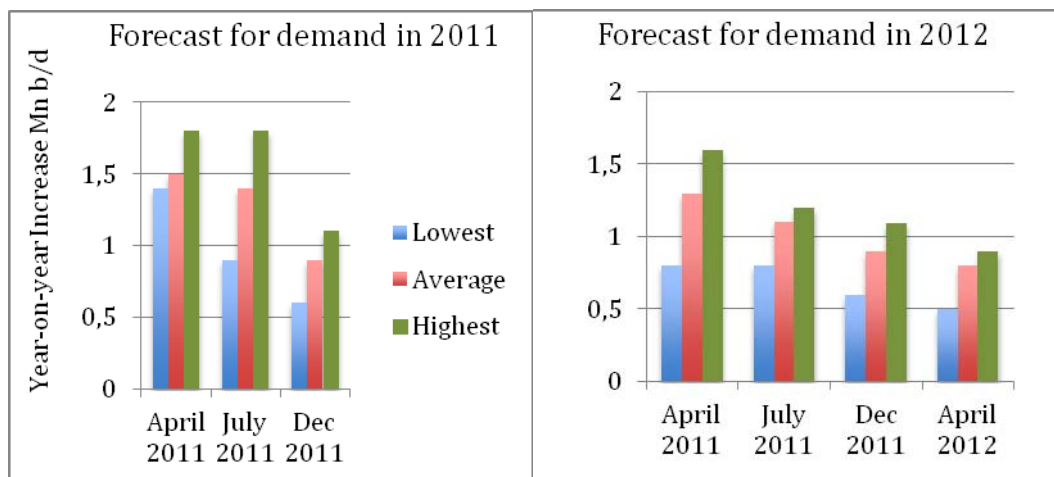 Forecast for demand in 2011
Year-on-year Increase Mn b/d
2
1,5
1
0,5
0
April
2011
July
2011
Dec
2011
Lowest
Average
Highest
Forecast for demand in 2012
2
1,5
1
0,5
0
April
2011
July
2011
Dec
2011
April
2012